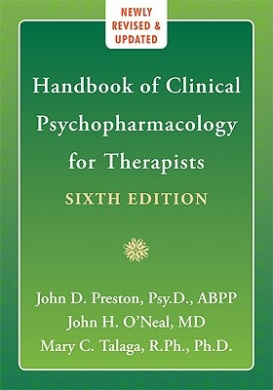 NEWLY
REVISED &
UPDATED
Handbook of Clinical
Psychopharmacology
for Therapists
SIXTH EDITION
John D. Preston, Psy.D., ABPP
John H. O'Neal, MD
Mary C. Talaga, R.Ph., Ph.D.